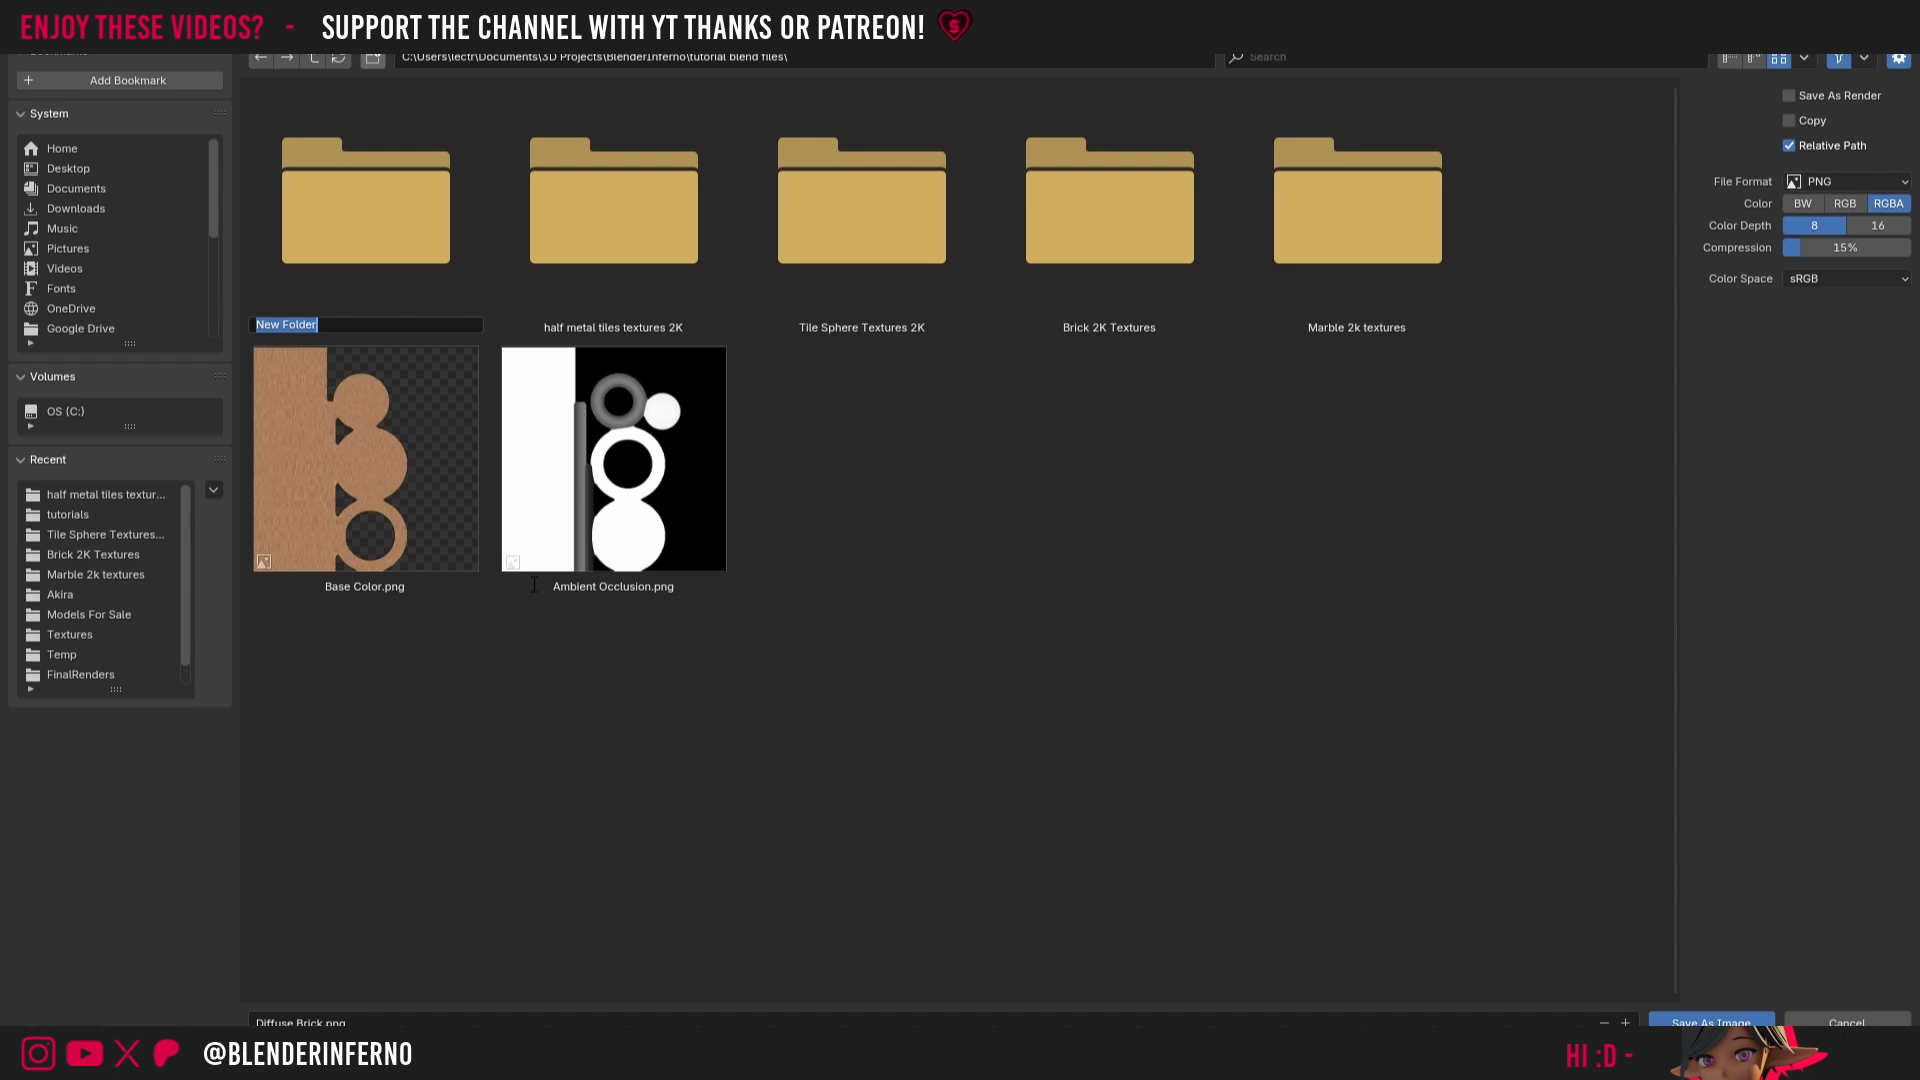 ENJOY THESE VIDEOS? - SUPPORT THE CHANNEL WITH YT THANKS OR PATREON!
C:\Users\lectr\Documents\3D Projects\BlenderInferno\tutorial blend files\
Search
Add Bookmark
System
Home
Desktop
Documents
Downloads
Music
Pictures
Videos
Fonts
OneDrive
Google Drive
Volumes
OS (C:)
Recent
half metal tiles textur...
tutorials
Tile Sphere Textures...
Brick 2K Textures
Marble 2k textures
Akira
Models For Sale
Textures
Temp
FinalRenders
New Folder
half metal tiles textures 2K
Tile Sphere Textures 2K
Brick 2K Textures
Marble 2k textures
Base Color.png
Ambient Occlusion.png
Save As Render
Copy
Relative Path
File Format PNG
Color BW RGB RGBA
Color Depth 8 16
Compression 15%
Color Space sRGB
Diffuse Brick.png
Save As Image
Cancel
@BLENDERINFERNO
HI :D -